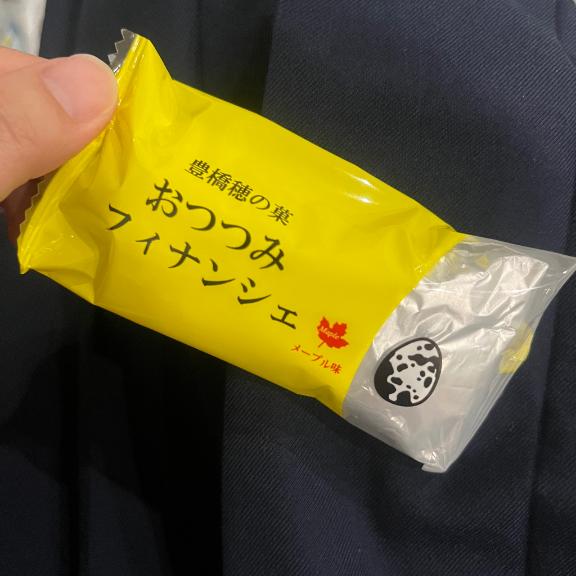 豊橋穂の菓
おつつみ
フィナンシェ
Maple
メープル味